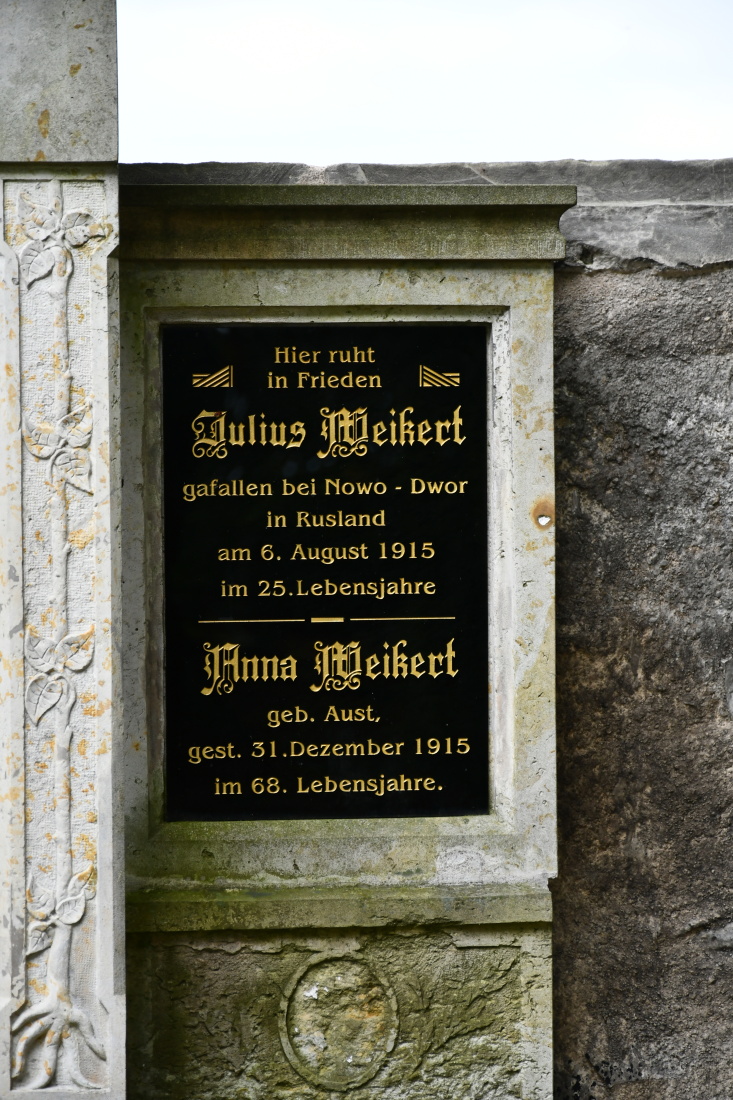 Hier ruht
in Frieden
Julius Meikert
gafallen bei Nowo - Dwor
in Rusland
am 6. August 1915
im 25.Lebensjahre
Anna Meikert
geb. Aust,
gest. 31.Dezember 1915
im 68. Lebensjahre.